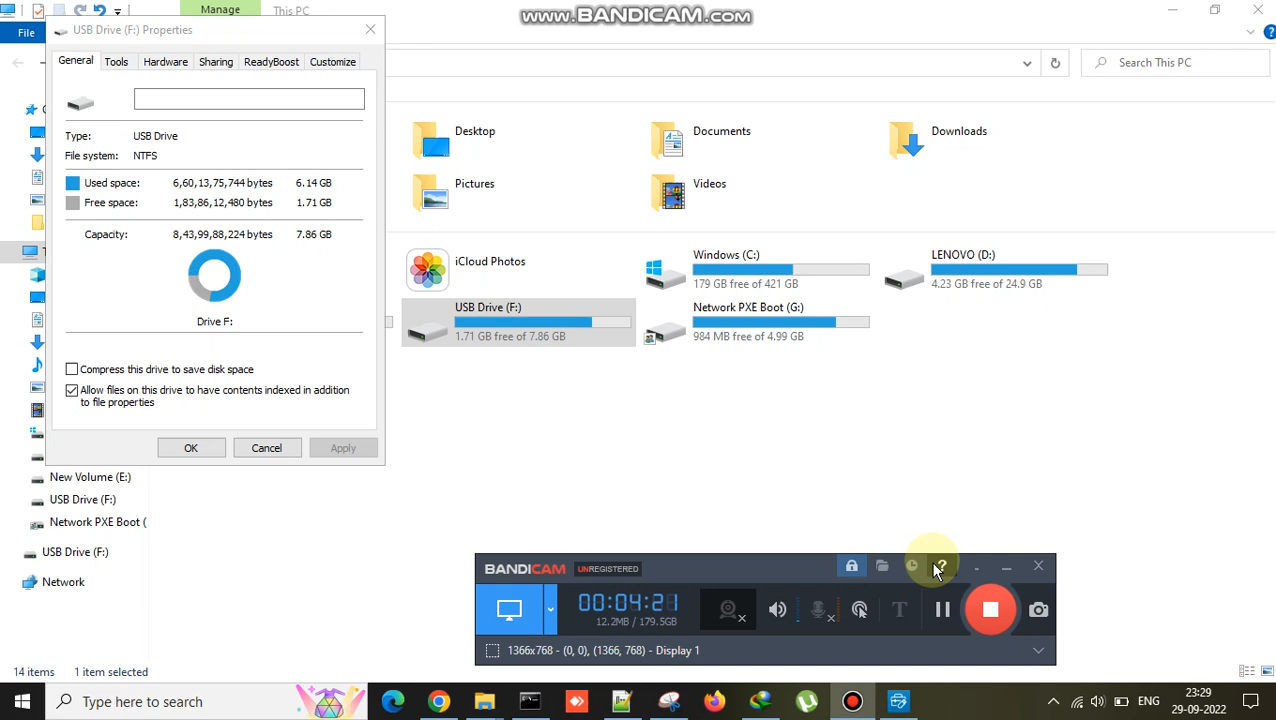 Manage
This PC
www.BANDICAM.com
File
USB Drive (F:) Properties
General
Tools
Hardware
Sharing
ReadyBoost
Customize
Type:
USB Drive
File system:
NTFS
Used space:
6,60,13,75,744 bytes
6.14 GB
Free space:
1,83,86,12,480 bytes
1.71 GB
Capacity:
8,43,99,88,224 bytes
7.86 GB
Drive F:
Compress this drive to save disk space
Allow files on this drive to have contents indexed in addition
to file properties
OK
Cancel
Apply
Search This PC
Desktop
Documents
Downloads
Pictures
Videos
iCloud Photos
Windows (C:)
179 GB free of 421 GB
LENOVO (D:)
4.23 GB free of 24.9 GB
USB Drive (F:)
1.71 GB free of 7.86 GB
Network PXE Boot (G:)
984 MB free of 4.99 GB
New Volume (E:)
USB Drive (F:)
Network PXE Boot (
USB Drive (F:)
Network
BANDICAM
UNREGISTERED
?
00:04:21
12.2MB / 179.5GB
T
1366x768 - (0, 0), (1366, 768) - Display 1
14 items
1 item selected
Type here to search
ENG
23:29
29-09-2022